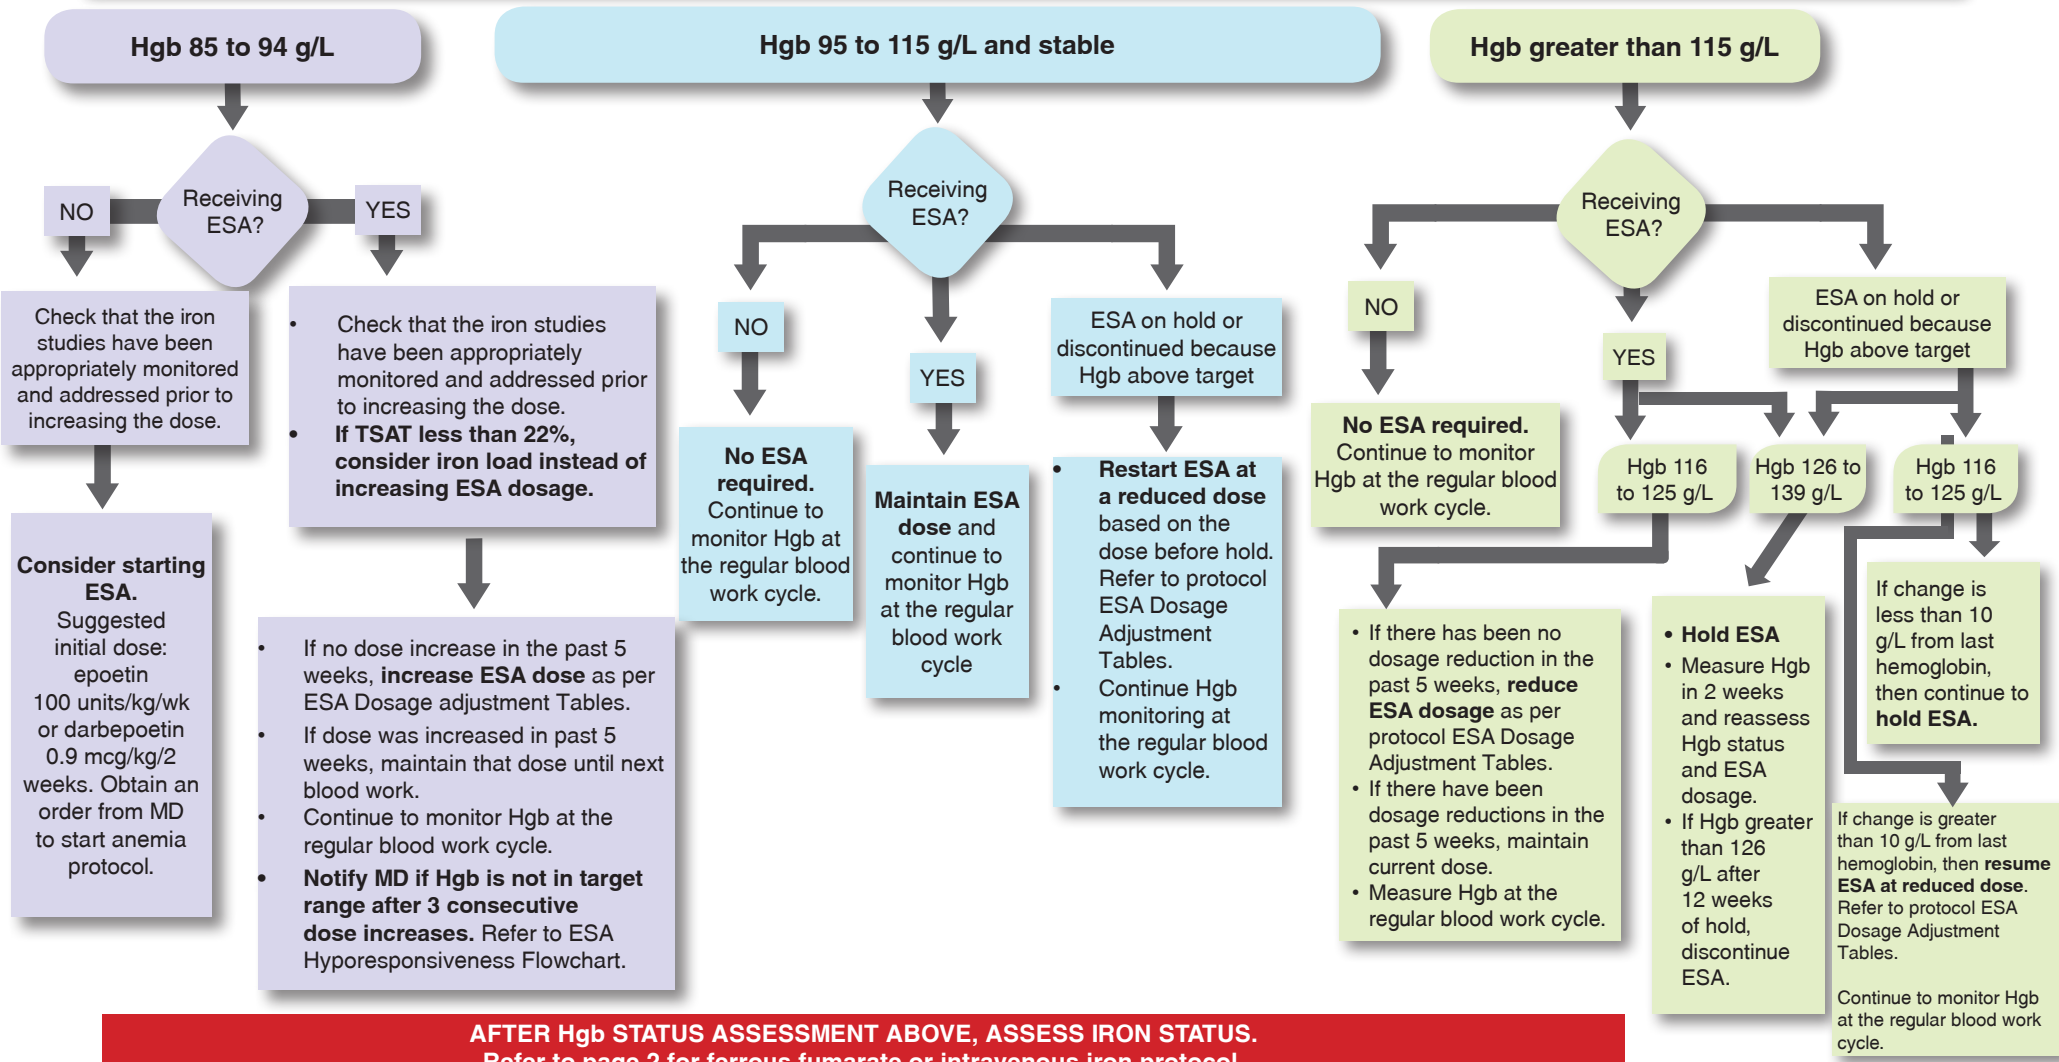 Hgb 85 to 94 g/L
Receiving
ESA?
NO
YES
Check that the iron
studies have been
appropriately monitored
and addressed prior to
increasing the dose.
Consider starting
ESA.
Suggested
initial dose:
epoetin
100 units/kg/wk
or darbepoetin
0.9 mcg/kg/2
weeks. Obtain an
order from MD
to start anemia
protocol.
• Check that the iron studies
have been appropriately
monitored and addressed prior
to increasing the dose.
• If TSAT less than 22%,
consider iron load instead of
increasing ESA dosage.
• If no dose increase in the past 5
weeks, increase ESA dose as per
ESA Dosage adjustment Tables.
• If dose was increased in past 5
weeks, maintain that dose until next
blood work.
• Continue to monitor Hgb at the
regular blood work cycle.
• Notify MD if Hgb is not in target
range after 3 consecutive
dose increases. Refer to ESA
Hyporesponsiveness Flowchart.
Hgb 95 to 115 g/L and stable
Receiving
ESA?
NO
No ESA
required.
Continue to
monitor Hgb at
the regular blood
work cycle.
YES
Maintain ESA
dose and
continue to
monitor Hgb
at the regular
blood work
cycle
ESA on hold or
discontinued because
Hgb above target
• Restart ESA at
a reduced dose
based on the
dose before hold.
Refer to protocol
ESA Dosage
Adjustment
Tables.
• Continue Hgb
monitoring at
the regular blood
work cycle.
Hgb greater than 115 g/L
Receiving
ESA?
NO
No ESA required.
Continue to monitor
Hgb at the regular blood
work cycle.
YES
ESA on hold or
discontinued because
Hgb above target
Hgb 116
to 125 g/L
Hgb 126 to
139 g/L
Hgb 116
to 125 g/L
• If there has been no
dosage reduction in the
past 5 weeks, reduce
ESA dosage as per
protocol ESA Dosage
Adjustment Tables.
• If there have been
dosage reductions in the
past 5 weeks, maintain
current dose.
• Measure Hgb at the
regular blood work cycle.
• Hold ESA
• Measure Hgb
in 2 weeks
and reassess
Hgb status
and ESA
dosage.
• If Hgb greater
than 126
g/L after
12 weeks
of hold,
discontinue
ESA.
If change is
less than 10
g/L from last
hemoglobin,
then continue to
hold ESA.
If change is greater
than 10 g/L from last
hemoglobin, then resume
ESA at reduced dose.
Refer to protocol ESA
Dosage Adjustment
Tables.
Continue to monitor Hgb
at the regular blood work
cycle.
AFTER Hgb STATUS ASSESSMENT ABOVE, ASSESS IRON STATUS.
Refer to page 2 for ferrous fumarate or intravenous iron protocol